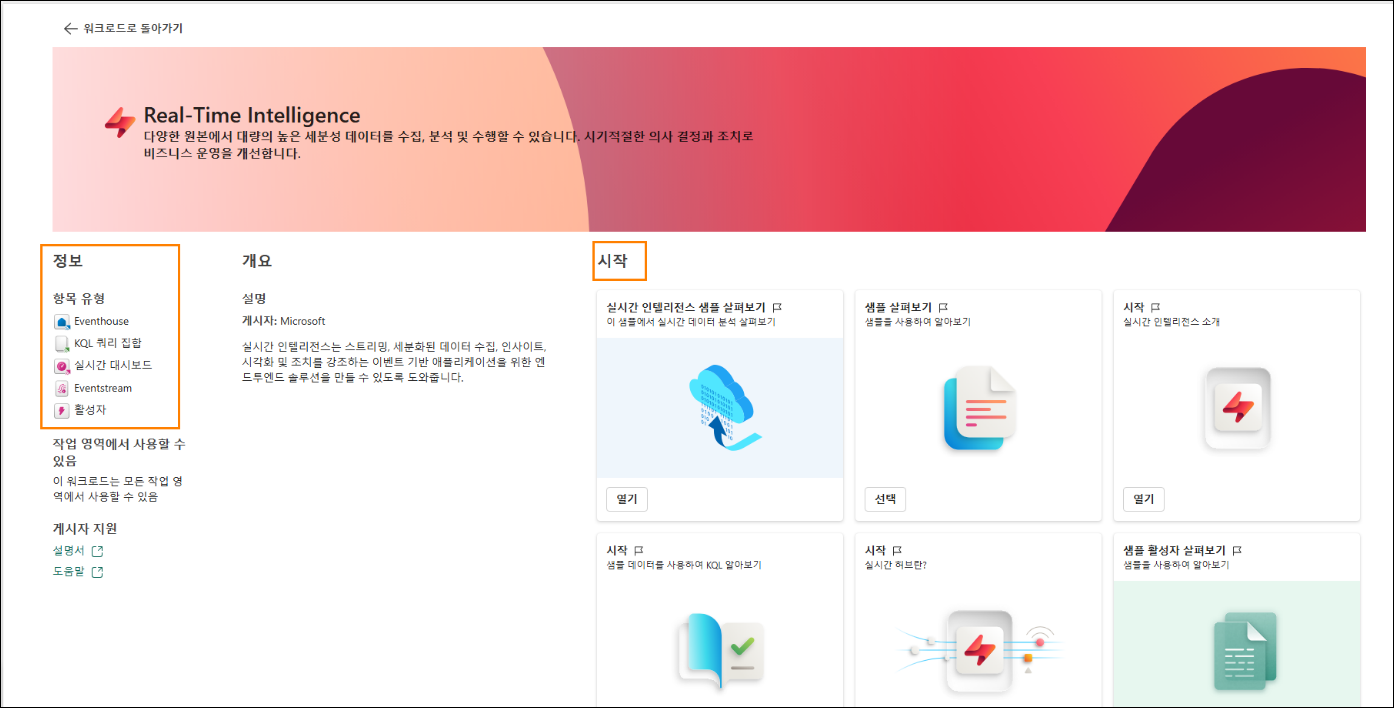 워크로드로 돌아가기
Real-Time Intelligence
다양한 원본에서 대량의 높은 세분성 데이터를 수집, 분석 및 수행할 수 있습니다. 시기적절한 의사 결정과 조치로
비즈니스 운영을 개선합니다.
정보
항목 유형
Eventhouse
KQL 쿼리 집합
실시간 대시보드
Eventstream
활성자
작업 영역에서 사용할 수
있음
이 워크로드는 모든 작업 영
역에서 사용할 수 있음
게시자 지원
설명서
도움말
개요
설명
게시자: Microsoft
실시간 인텔리전스는 스트리밍, 세분화된 데이터 수집, 인사이트,
시각화 및 조치를 강조하는 이벤트 기반 애플리케이션을 위한 엔
드투엔드 솔루션을 만들 수 있도록 도와줍니다.
시작
실시간 인텔리전스 샘플 살펴보기
이 샘플에서 실시간 데이터 분석 살펴보기
열기
샘플 살펴보기
샘플을 사용하여 알아보기
선택
시작
실시간 인텔리전스 소개
열기
시작
샘플 데이터를 사용하여 KQL 알아보기
시작
실시간 허브란?
샘플 활성자 살펴보기
샘플을 사용하여 알아보기